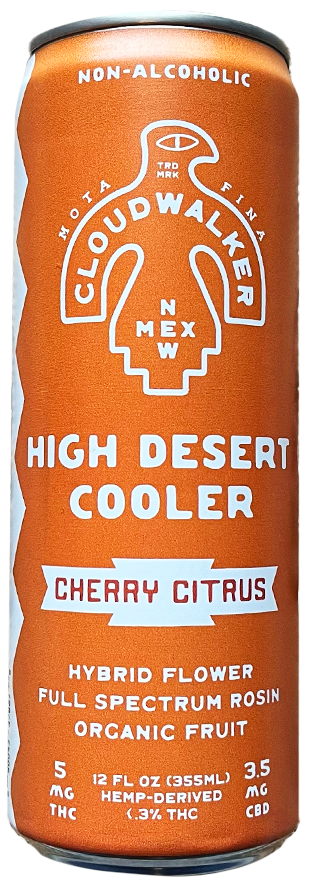 NON-ALCOHOLIC
TRD
MRK
MOTA FINA
CLOUDWALKER
N
MEX
W
HIGH DESERT
COOLER
CHERRY CITRUS
HYBRID FLOWER
FULL SPECTRUM ROSIN
ORGANIC FRUIT
5
MG
THC
12 FL OZ (355ML)
HEMP-DERIVED
<.3% THC
3.5
MG
CBD